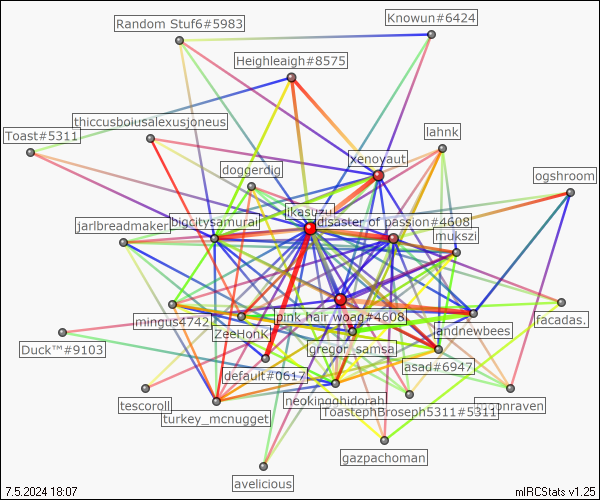 Random Stuf6#5983
Knowun#6424
Heighleaigh#8575
thiccusboiusalexusjoneus
Toast#5311
lahnk
xenoyaut
doggerdig
ogshroom
ikasuzu
bigcitysamurai
disaster of passion#4608
jarlbreadmaker
mukszi
pink hair woag#4608
mingus4742
facadas.
andnewbees
ZeeHonk
gregor_samsa
Duck™#9103
asad#6947
default#0617
tescoroll
neokingghidorah
ToastephBroseph5311#5311
turkey_mcnugget
gazpachoman
avelicious
7.5.2024 18:07
mIRCStats v1.25